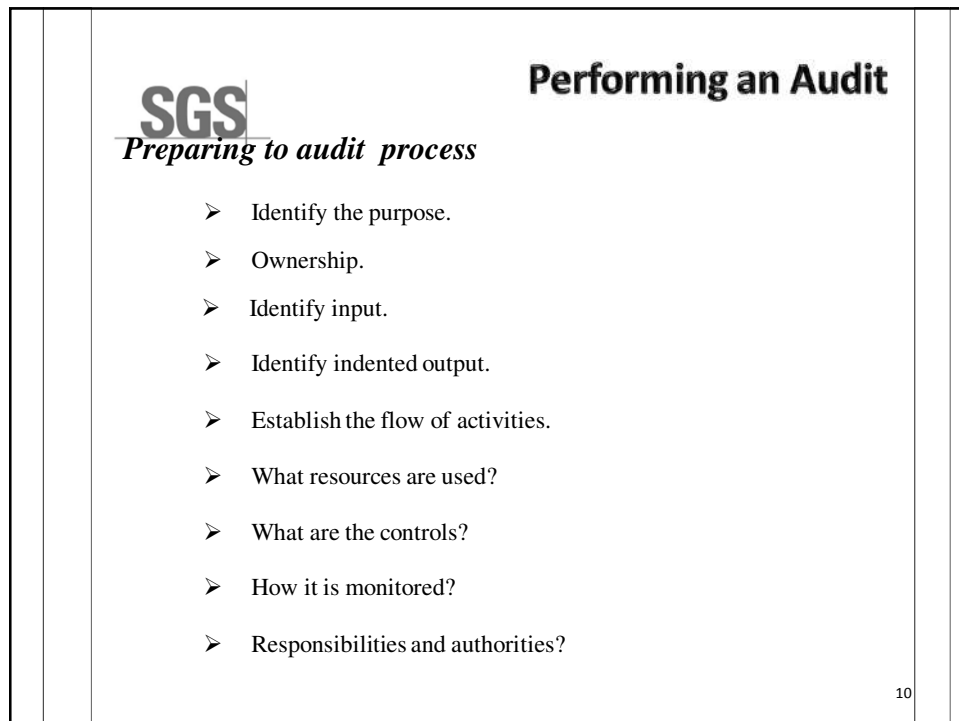 Performing an Audit
SGS
Preparing to audit process
➢ Identify the purpose.
➢ Ownership.
➢ Identify input.
➢ Identify indented output.
➢ Establish the flow of activities.
➢ What resources are used?
➢ What are the controls?
➢ How it is monitored?
➢ Responsibilities and authorities?
10